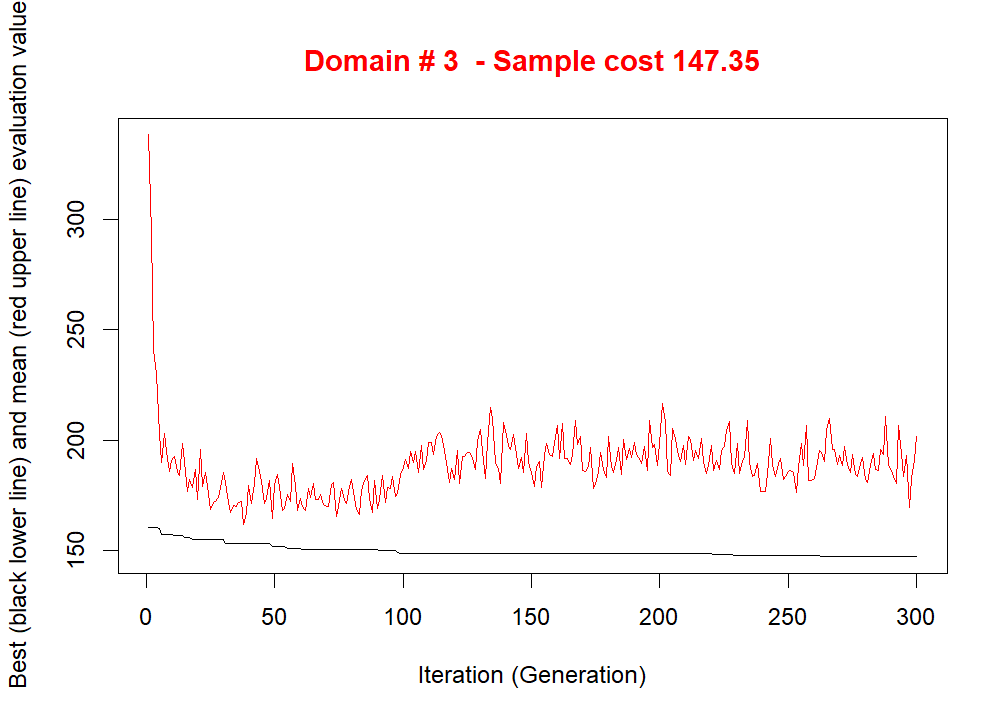 Domain # 3  - Sample cost 147.35
Best (black lower line) and mean (red upper line) evaluation value
300
250
200
150
0 50 100 150 200 250 300
Iteration (Generation)